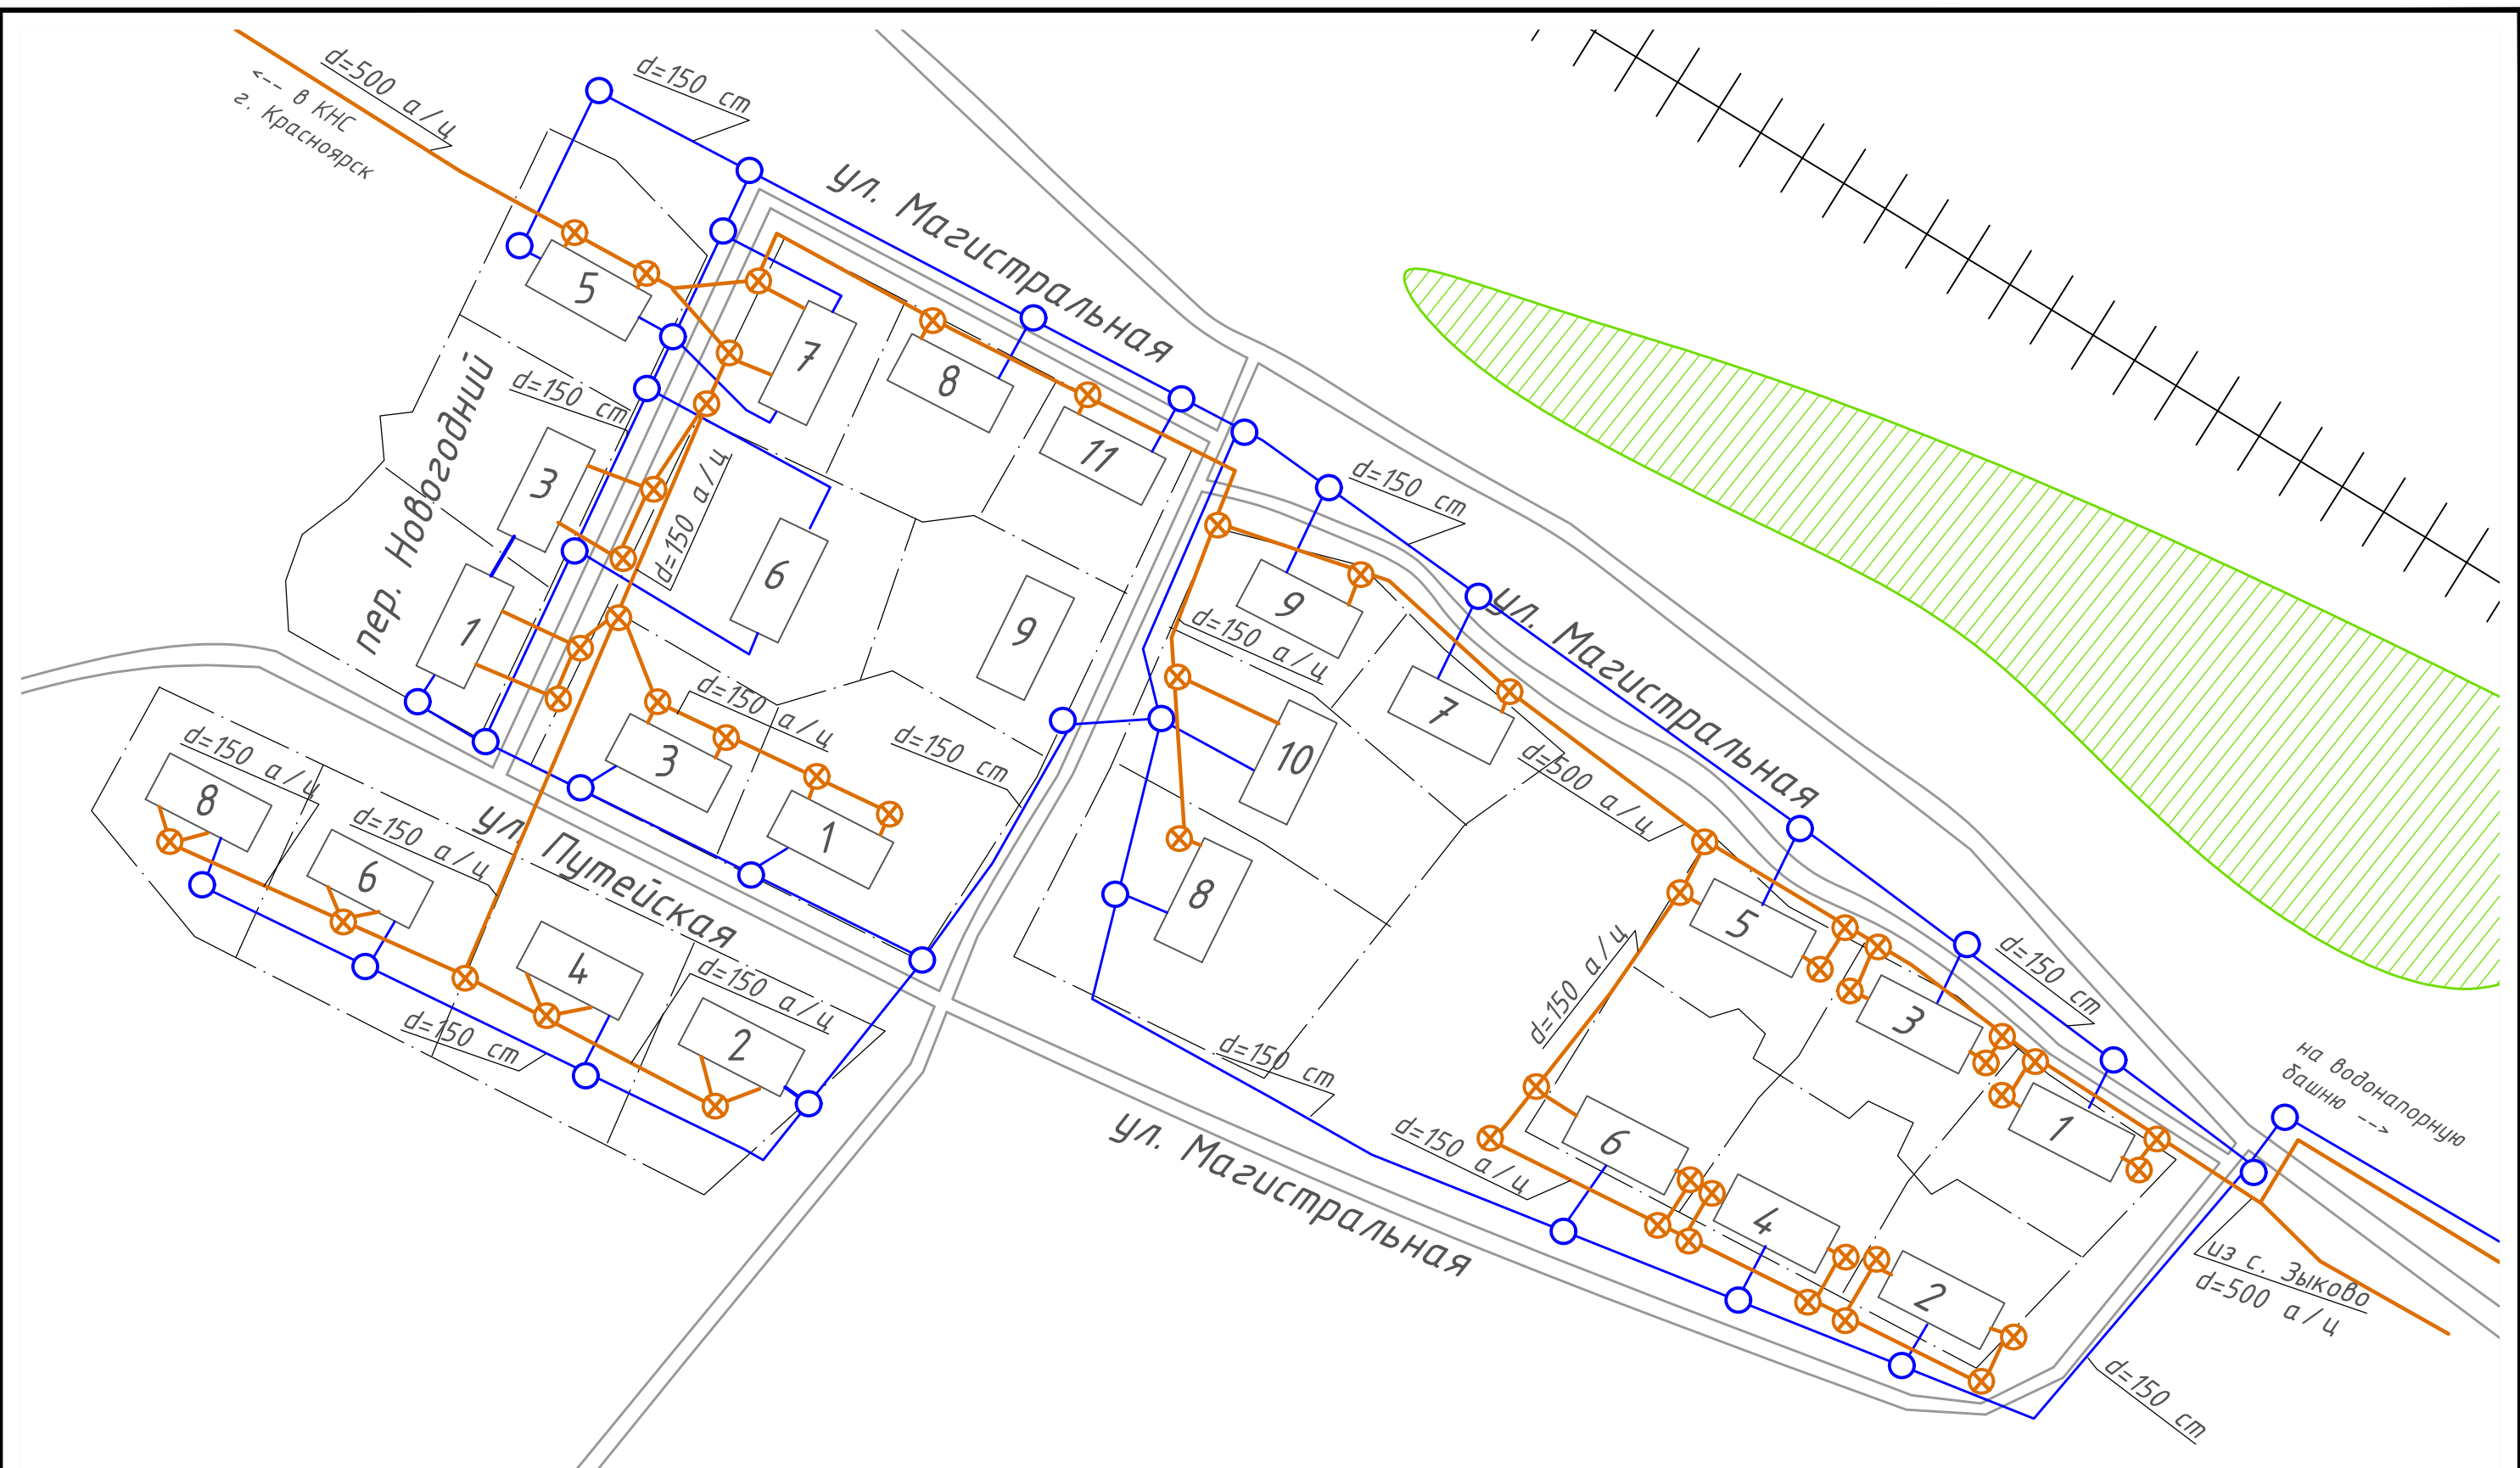 d=500 а/ц
<-- в КНС
г. Красноярск
d=150 ст
ул. Магистральная
5
7
8
11
d=150 ст
пер. Новогодний
3
1
d=150 а/ц
6
9
d=150 ст
9
d=150 а/ц
ул. Магистральная
7
10
d=500 а/ц
8
d=150 а/ц
3
1
d=150 ст
d=150 а/ц
8
d=150 а/ц
6
ул. Путейская
4
d=150 а/ц
2
d=150 ст
5
d=150 а/ц
3
d=150 ст
1
на водонапорную
башню -->
d=150 ст
ул. Магистральная
d=150 а/ц
6
4
2
из с. Зыково
d=500 а/ц
d=150 ст